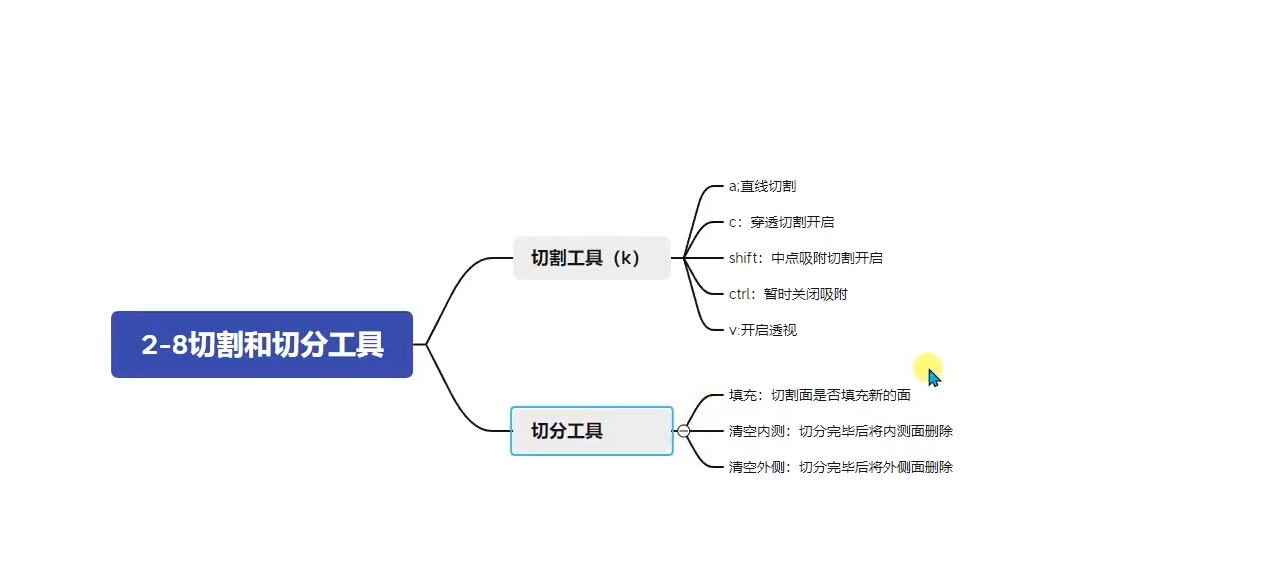 2-8切割和切分工具
切割工具（k）
a;直线切割
c：穿透切割开启
shift：中点吸附切割开启
ctrl：暂时关闭吸附
v:开启透视
切分工具
填充：切割面是否填充新的面
清空内测：切分完毕后将内测面删除
清空外侧：切分完毕后将外侧面删除